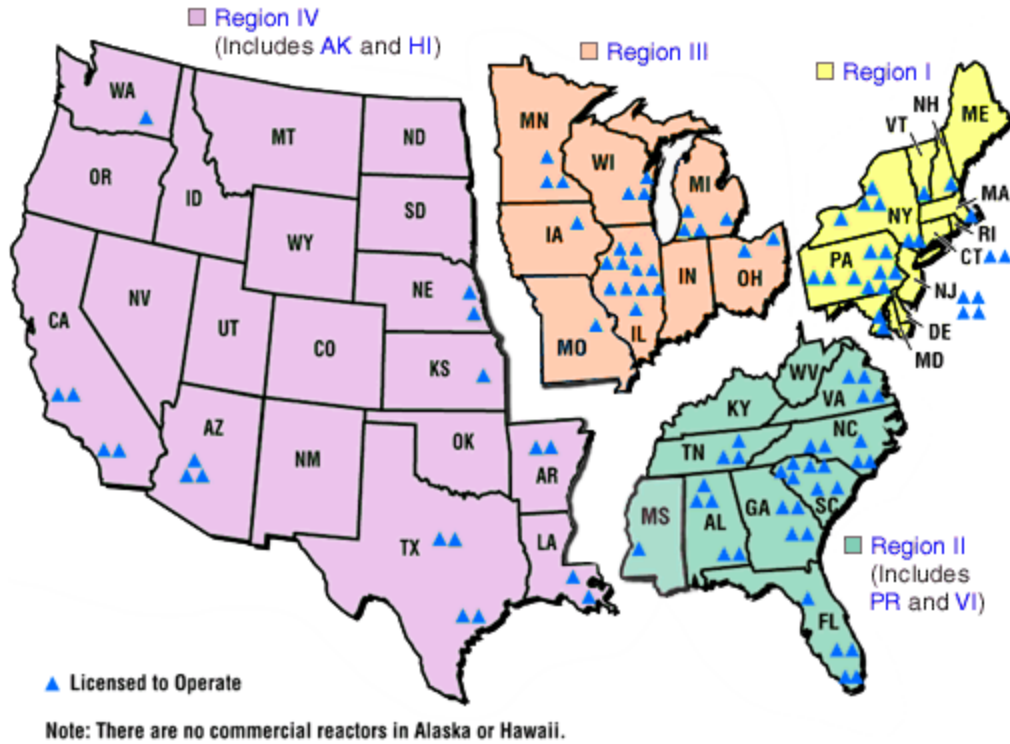 Region IV
(Includes AK and HI)
Region III
Region I
WA
MT
ND
OR
ID
SD
WY
NE
NV
UT
CA
CO
KS
AZ
NM
OK
AR
TX
LA
MN
WI
MI
IA
IN
OH
MO
IL
NH
ME
VT
MA
NY
RI
CT
PA
NJ
DE
MD
WV
VA
KY
NC
TN
SC
MS
AL
GA
FL
Region II
(Includes
PR and VI)
Licensed to Operate
Note: There are no commercial reactors in Alaska or Hawaii.